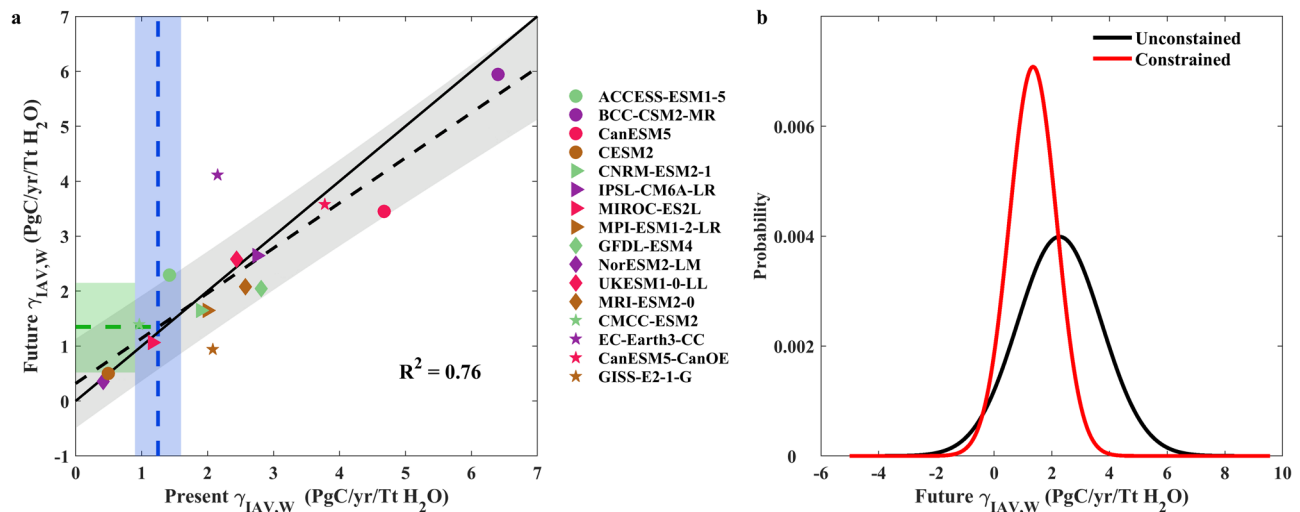 a
7
6
5
4
3
2
1
0
-1
Future γIAV,W (PgC/yr/Tt H2O)
R2 = 0.76
0 1 2 3 4 5 6 7
Present γIAV,W (PgC/yr/Tt H2O)
ACCESS-ESM1-5
BCC-CSM2-MR
CanESM5
CESM2
CNRM-ESM2-1
IPSL-CM6A-LR
MIROC-ES2L
MPI-ESM1-2-LR
GFDL-ESM4
NorESM2-LM
UKESM1-0-LL
MRI-ESM2-0
CMCC-ESM2
EC-Earth3-CC
CanESM5-CanOE
GISS-E2-1-G
b
Unconstained
Constrained
0.006
0.004
0.002
0
Probability
-6 -4 -2 0 2 4 6 8 10
Future γIAV,W (PgC/yr/Tt H2O)